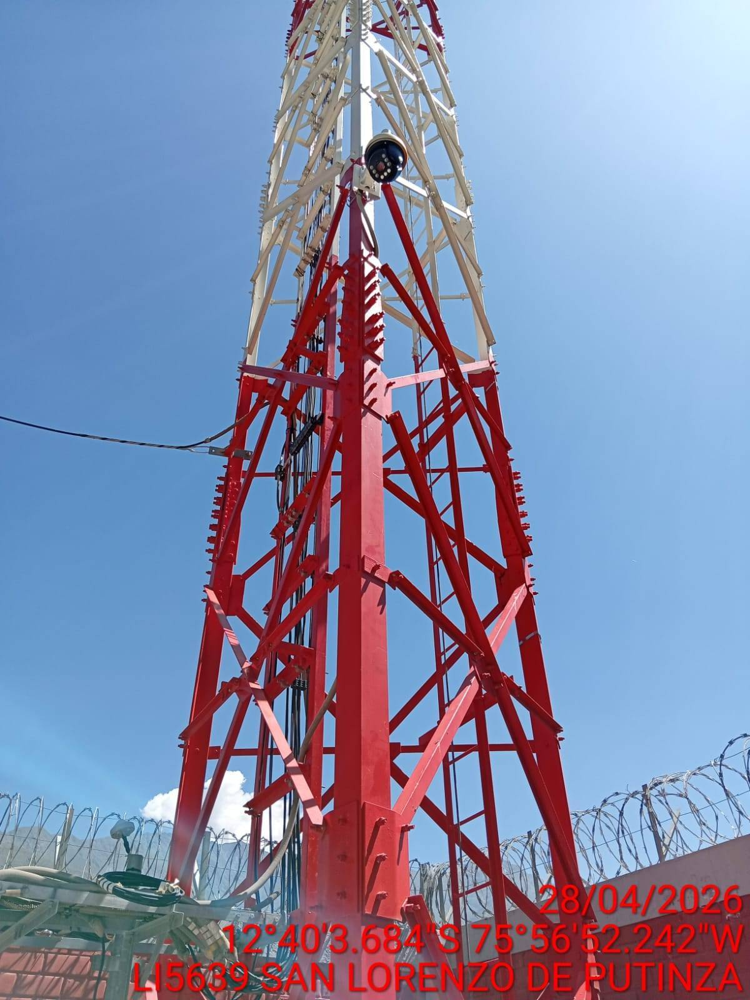 28/04/2026
12°40'3.684"S 75°56'52.242"W
LI5639 SAN LORENZO DE PUTINZA